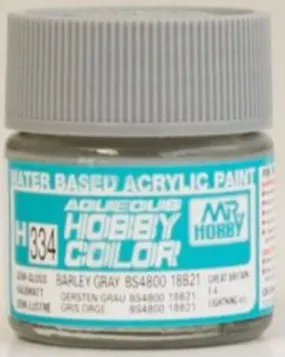 WATER BASED ACRYLIC PAINT
AQUEOUS
HOBBY
COLOR
H 334
MR
HOBBY
SEMI-GLOSS
BARLEY GRAY BS4800 18B21
GREAT BRITAIN
GERSTEN GRAU BS4800 18B21
LIGHTNING
GRIS ORGE BS4800 18B21